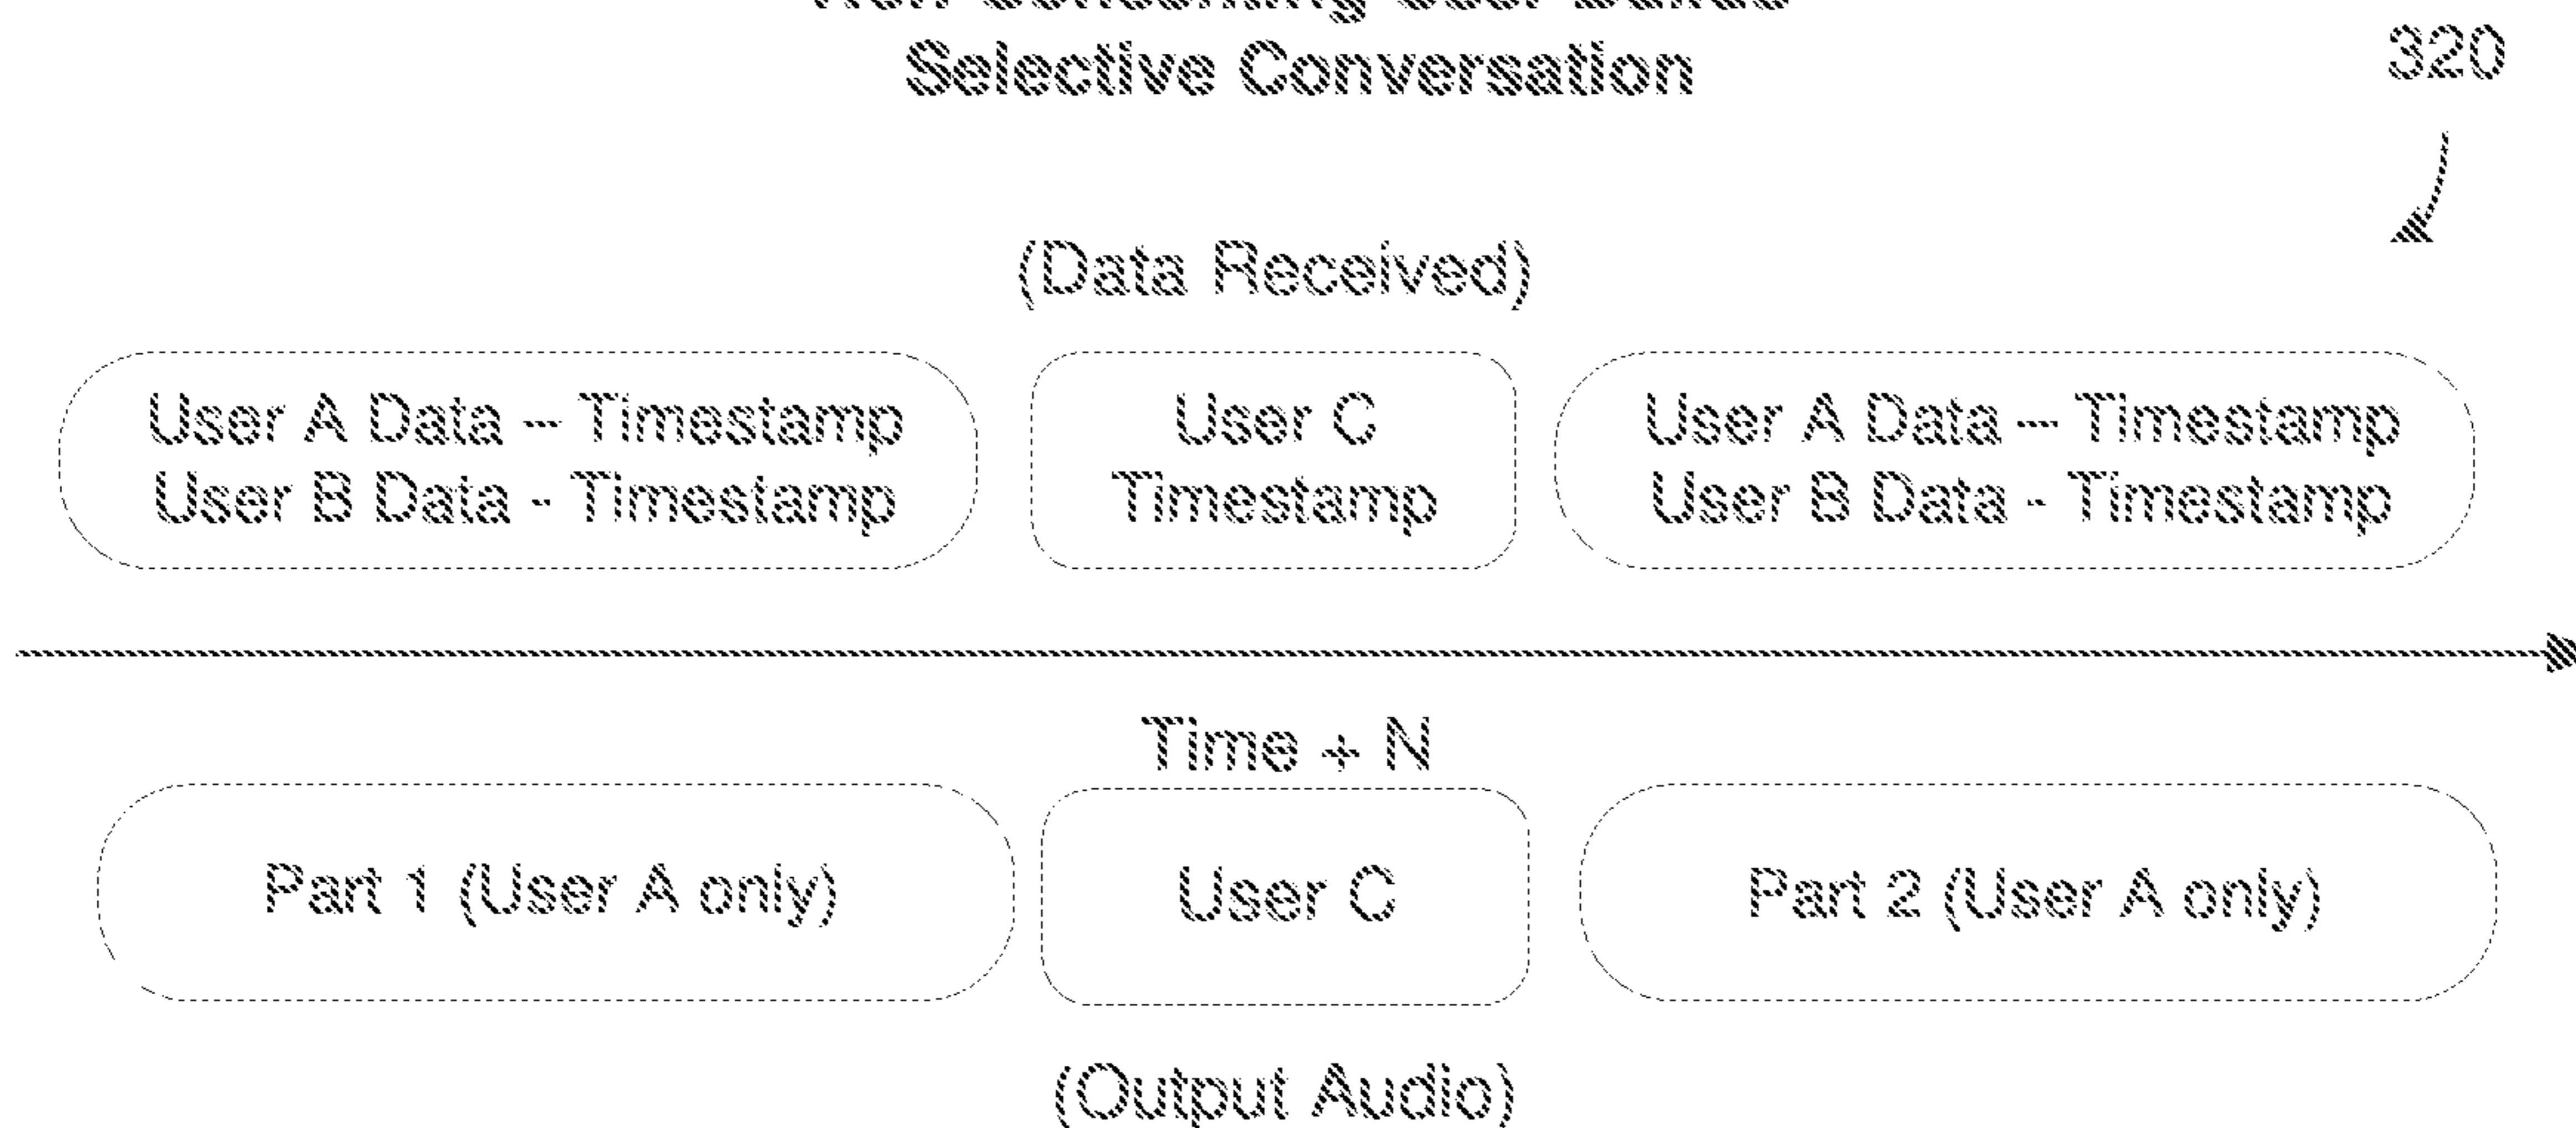 Selective Conversation
320
(Data Received)
User A Data -- Timestamp
User B Data - Timestamp
User C
Timestamp
User A Data --- Timestamp
User B Data - Timestamp
Time + N
Part 1 (User A only)
User C
Part 2 (User A only)
(Output Audio)